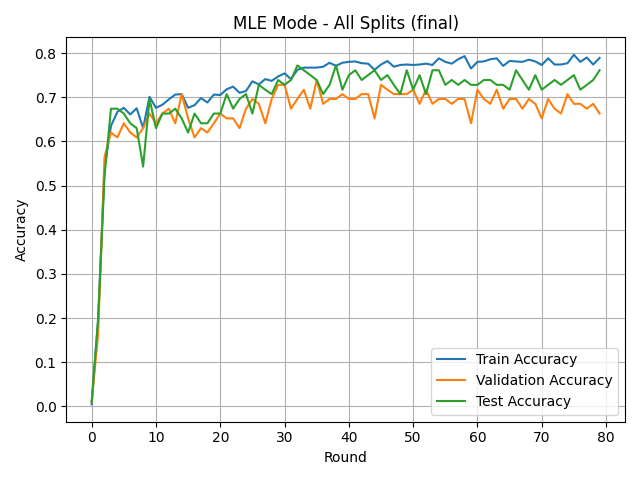 MLE Mode - All Splits (final)
Accuracy
0.8
0.7
0.6
0.5
0.4
0.3
0.2
0.1
0.0
Train Accuracy
Validation Accuracy
Test Accuracy
0 10 20 30 40 50 60 70 80
Round